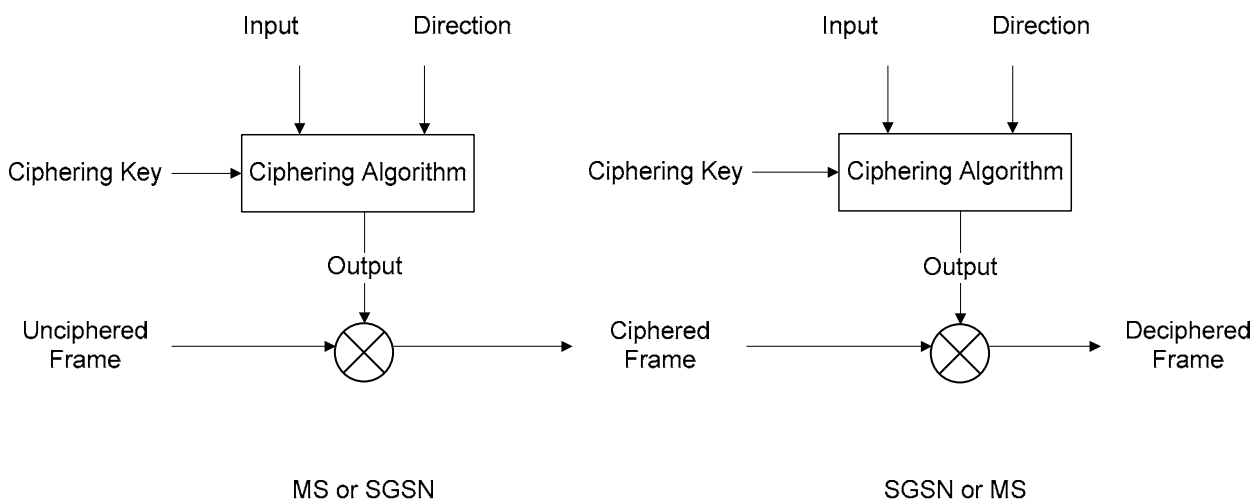 Input Direction Input Direction
Ciphering Key Ciphering Algorithm Ciphering Key Ciphering Algorithm
Output Output
Unciphered Frame Ciphered Frame Deciphered Frame
MS or SGSN SGSN or MS